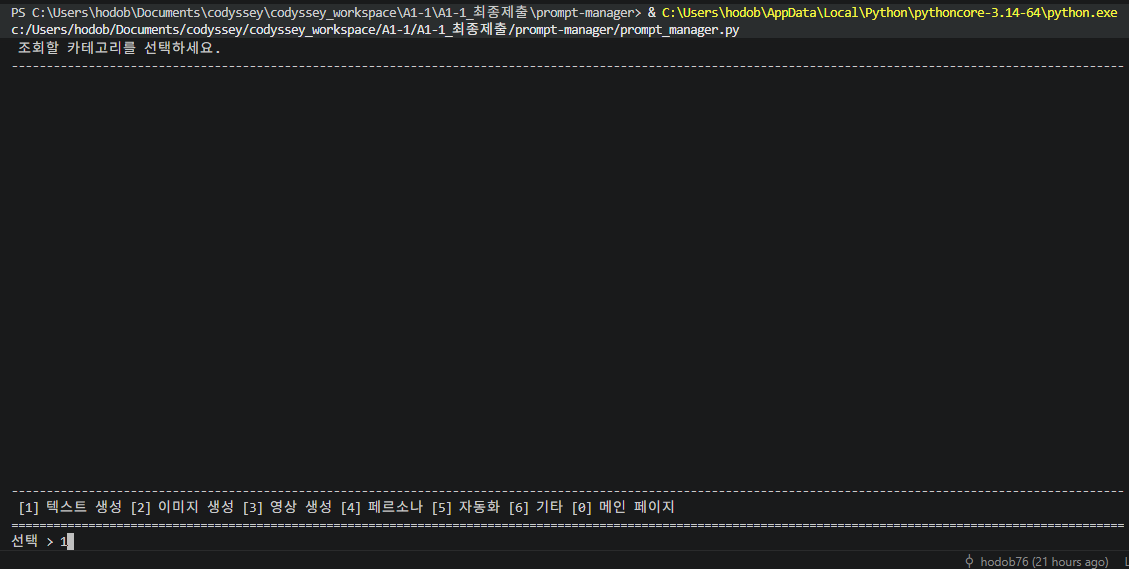 PS C:\Users\hodob\Documents\codyssey\codyssey_workspace\A1-1\A1-1_최종제출\prompt-manager> & C:\Users\hodob\AppData\Local\Python\pythoncore-3.14-64\python.exe
c:/Users/hodob/Documents/codyssey/codyssey_workspace/A1-1/A1-1_최종제출/prompt-manager/prompt_manager.py
조회할 카테고리를 선택하세요.
[1] 텍스트 생성 [2] 이미지 생성 [3] 영상 생성 [4] 페르소나 [5] 자동화 [6] 기타 [0] 메인 페이지
선택 > 1
hodob76 (21 hours ago)